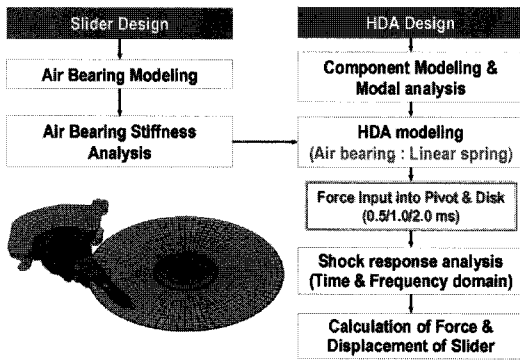 Slider Design
Air Bearing Modeling
Air Bearing Stiffness
Analysis
HDA Design
Component Modeling &
Modal analysis
HDA modeling
(Air bearing : Linear spring)
Force Input into Pivot & Disk
(0.5/1.0/2.0 ms)
Shock response analysis
(Time & Frequency domain)
Calculation of Force &
Displacement of Slider